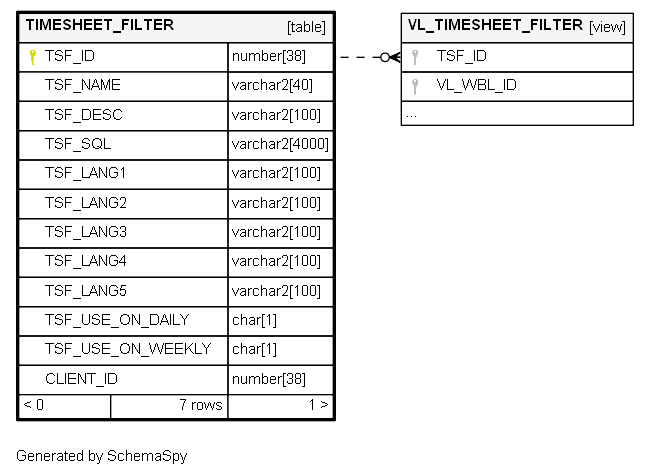 TIMESHEET_FILTER [table]
TSF_ID number[38]
TSF_NAME varchar2[40]
TSF_DESC varchar2[100]
TSF_SQL varchar2[4000]
TSF_LANG1 varchar2[100]
TSF_LANG2 varchar2[100]
TSF_LANG3 varchar2[100]
TSF_LANG4 varchar2[100]
TSF_LANG5 varchar2[100]
TSF_USE_ON_DAILY char[1]
TSF_USE_ON_WEEKLY char[1]
CLIENT_ID number[38]
< 0 7 rows 1 >
VL_TIMESHEET_FILTER [view]
TSF_ID
VL_WBL_ID
...
Generated by SchemaSpy